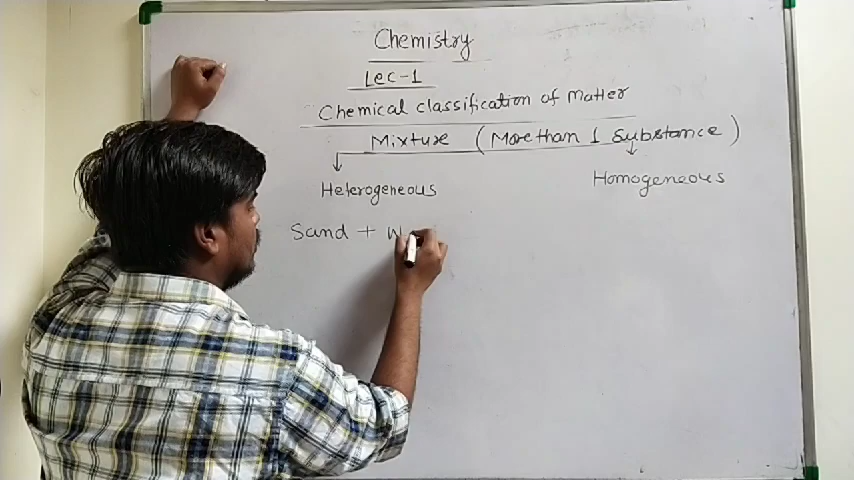 Chemistry
Lec-1
Chemical classification of Matter
Mixture (More than 1 Substance)
Heterogeneous Homogeneous
Sand +